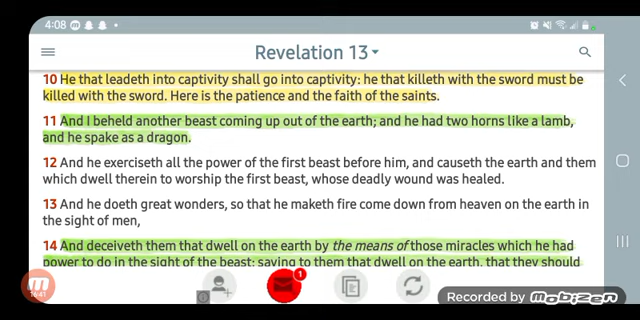 4:08
Revelation 13
10 He that leadeth into captivity shall go into captivity: he that killeth with the sword must be
killed with the sword. Here is the patience and the faith of the saints.
11 And I beheld another beast coming up out of the earth; and he had two horns like a lamb,
and he spake as a dragon.
12 And he exerciseth all the power of the first beast before him, and causeth the earth and them
which dwell therein to worship the first beast, whose deadly wound was healed.
13 And he doeth great wonders, so that he maketh fire come down from heaven on the earth in
the sight of men,
14 And deceiveth them that dwell on the earth by the means of those miracles which he had
power to do in the sight of the beast; saying to them that dwell on the earth, that they should
1
Recorded by mobizen